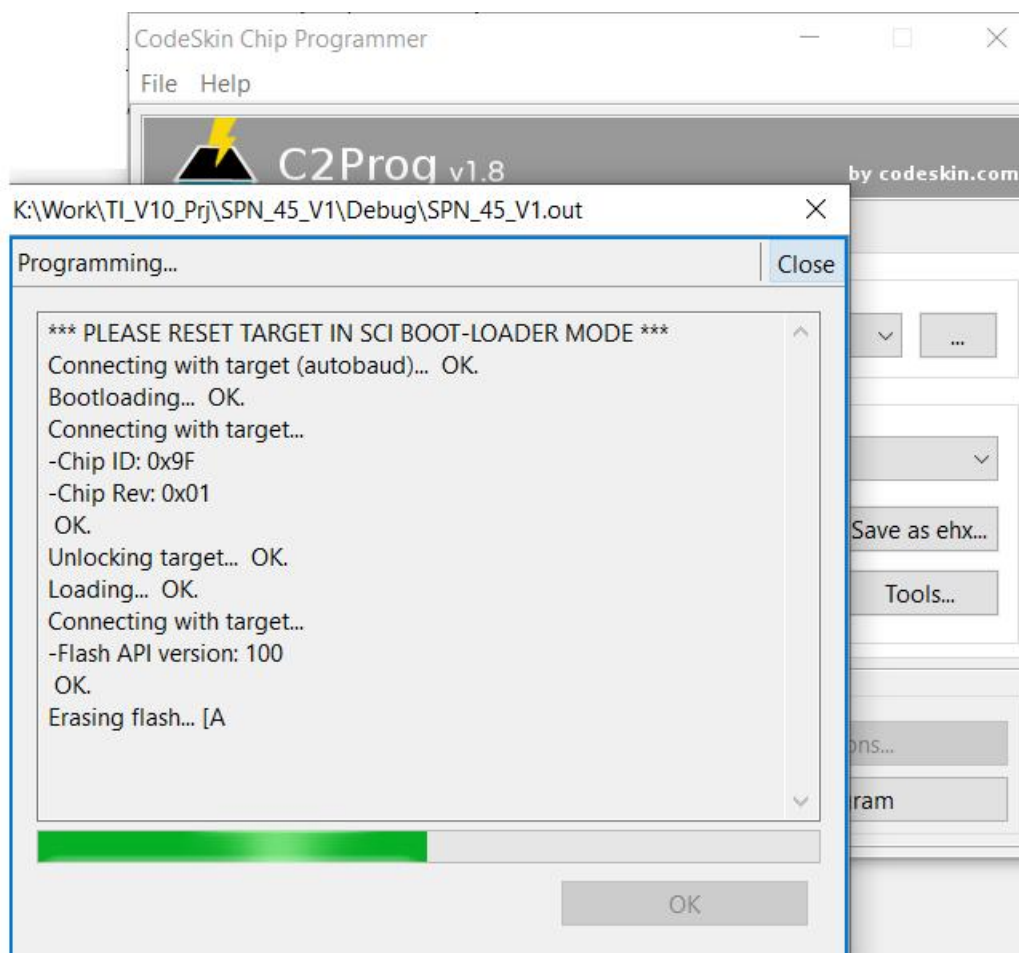 CodeSkin Chip Programmer
File Help
C2Prog v1.8
by codeskin.com
K:\Work\TI_V10_Prj\SPN_45_V1\Debug\SPN_45_V1.out
Programming...
Close
*** PLEASE RESET TARGET IN SCI BOOT-LOADER MODE ***
Connecting with target (autobaud)... OK.
Bootloading... OK.
Connecting with target...
-Chip ID: 0x9F
-Chip Rev: 0x01
OK.
Unlocking target... OK.
Loading... OK.
Connecting with target...
-Flash API version: 100
OK.
Erasing flash... [A
OK
...
Save as ehx...
Tools...
ons...
ram